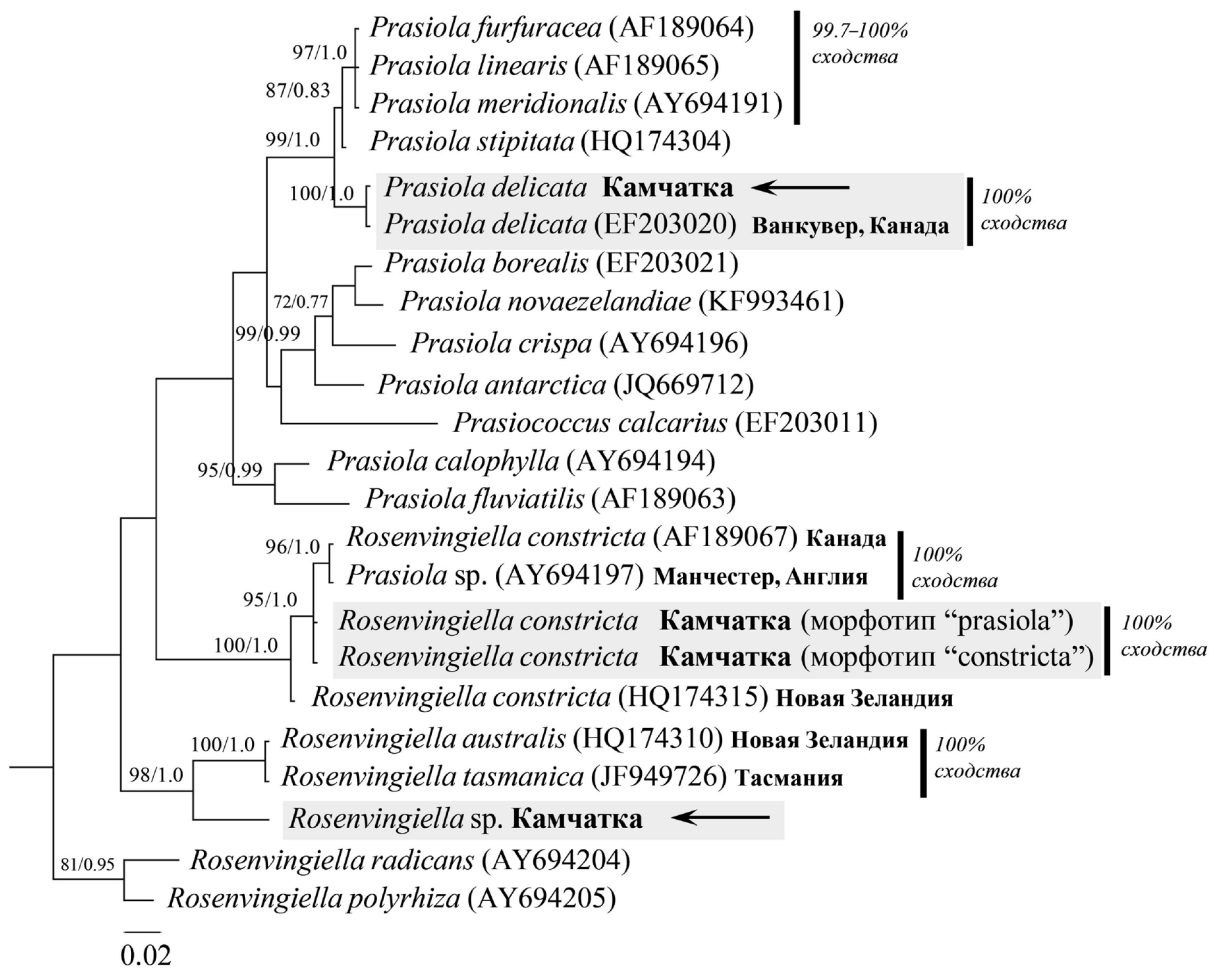 Prasiola furfuracea (AF189064)
99.7–100%
сходства
97/1.0
Prasiola linearis (AF189065)
87/0.83
Prasiola meridionalis (AY694191)
99/1.0
Prasiola stipitata (HQ174304)
100/1.0
Prasiola delicata Камчатка
100%
сходства
Prasiola delicata (EF203020) Ванкувер, Канада
Prasiola borealis (EF203021)
72/0.77
Prasiola novaezelandiae (KF993461)
99/0.99
Prasiola crispa (AY694196)
Prasiola antarctica (JQ669712)
Prasiococcus calcarius (EF203011)
Prasiola calophylla (AY694194)
95/0.99
Prasiola fluviatilis (AF189063)
Rosenvingiella constricta (AF189067) Канада
96/1.0
100%
сходства
Prasiola sp. (AY694197) Манчестер, Англия
95/1.0
Rosenvingiella constricta Камчатка (морфотип “prasiola”)
100%
сходства
100/1.0
Rosenvingiella constricta Камчатка (морфотип “constricta”)
Rosenvingiella constricta (HQ174315) Новая Зеландия
100/1.0
Rosenvingiella australis (HQ174310) Новая Зеландия
100%
сходства
98/1.0
Rosenvingiella tasmanica (JF949726) Тасмания
Rosenvingiella sp. Камчатка
81/0.95
Rosenvingiella radicans (AY694204)
Rosenvingiella polyrhiza (AY694205)
0.02